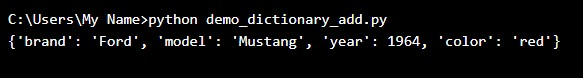 C:\Users\My Name>python demo_dictionary_add.py
{'brand': 'Ford', 'model': 'Mustang', 'year': 1964, 'color': 'red'}